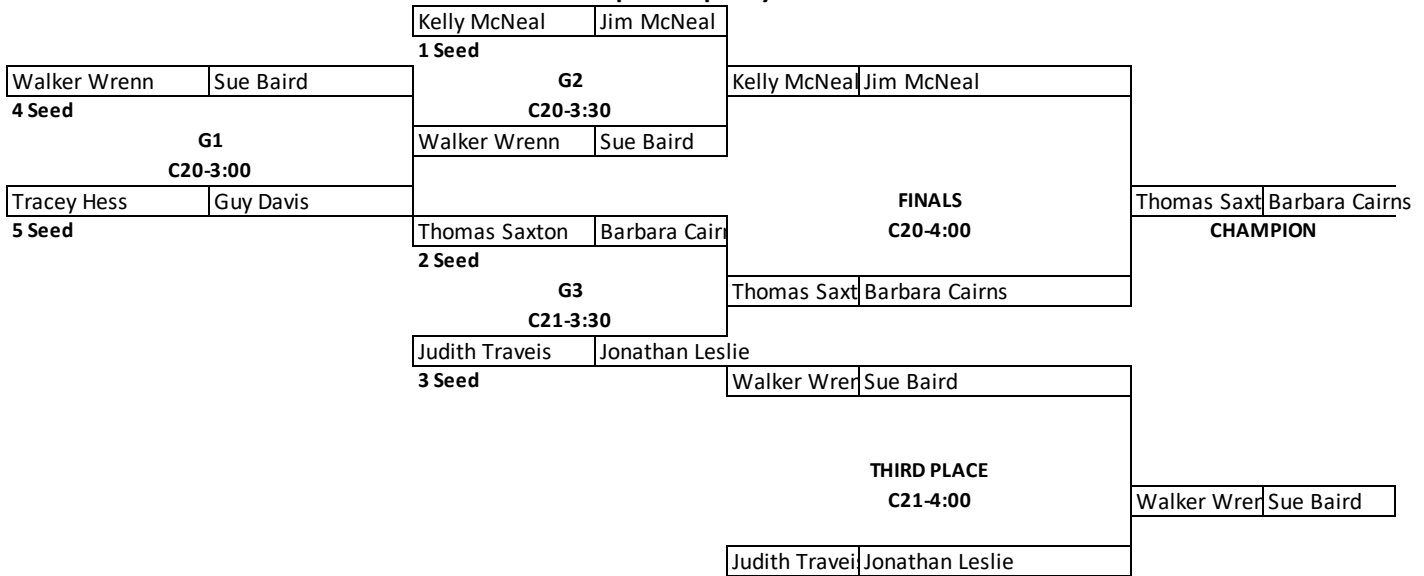 Kelly McNeal Jim McNeal
1 Seed
Walker Wrenn Sue Baird G2 Kelly McNeal Jim McNeal
4 Seed C20-3:30
G1 Walker Wrenn Sue Baird
C20-3:00
Tracey Hess Guy Davis FINALS Thomas Saxt Barbara Cairns
5 Seed Thomas Saxton Barbara Cairn C20-4:00 CHAMPION
2 Seed
G3 Thomas Saxt Barbara Cairns
C21-3:30
Judith Traveis Jonathan Leslie
3 Seed Walker Wren Sue Baird
THIRD PLACE
C21-4:00 Walker Wren Sue Baird
Judith Traveis Jonathan Leslie